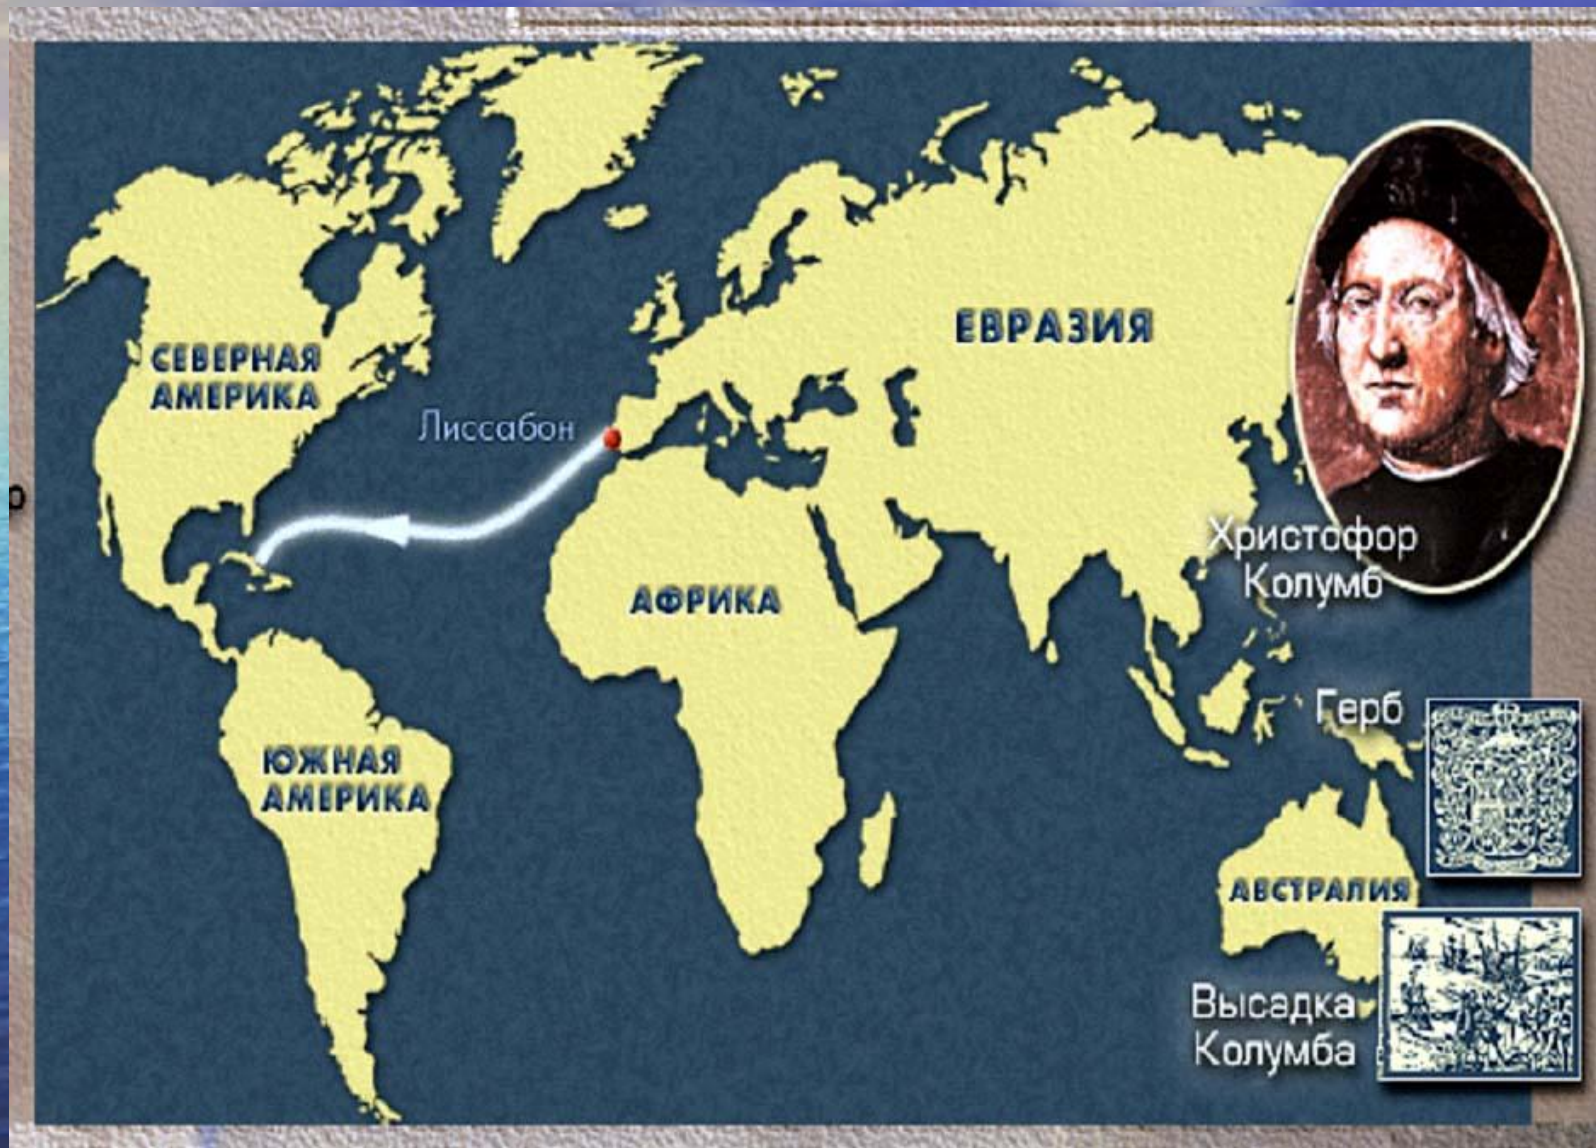 СЕВЕРНАЯ
АМЕРИКА
ЕВРАЗИЯ
Лиссабон
о
Христофор
Колумб
АФРИКА
Герб
ЮЖНАЯ
АМЕРИКА
АВСТРАЛИЯ
Высадка
Колумба